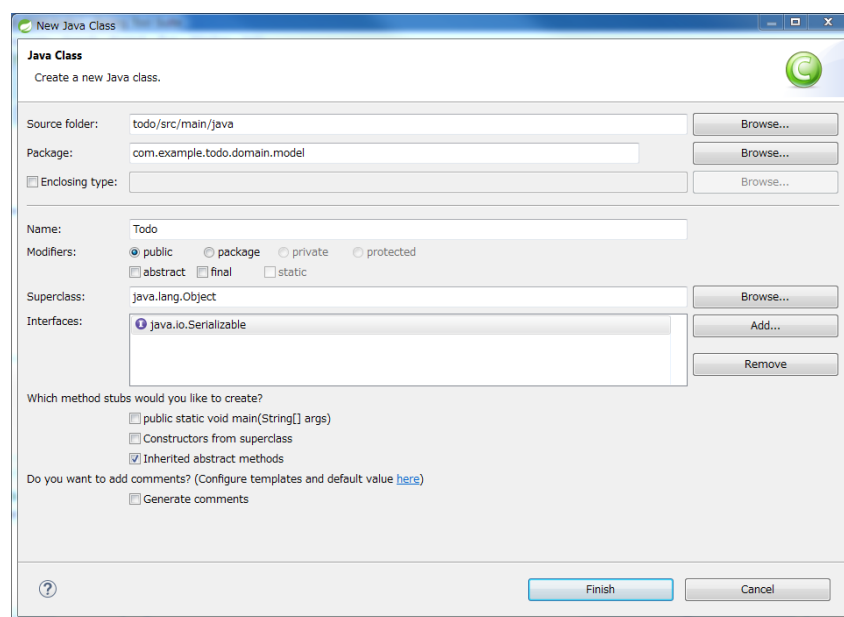 New Java Class
Java Class
Create a new Java class.
Source folder: todo/src/main/java Browse...
Package: com.example.todo.domain.model Browse...
Enclosing type: Browse...
Name: Todo
Modifiers: public package private protected
abstract final static
Superclass: java.lang.Object Browse...
Interfaces: java.io.Serializable Add...
Remove
Which method stubs would you like to create?
public static void main(String[] args)
Constructors from superclass
Inherited abstract methods
Do you want to add comments? (Configure templates and default value here)
Generate comments
Finish Cancel